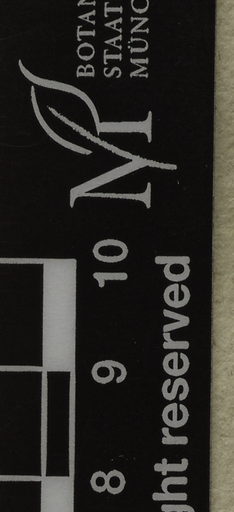 BOTAN
STAAT
MÜNC
M
8 9 10
ght reserved